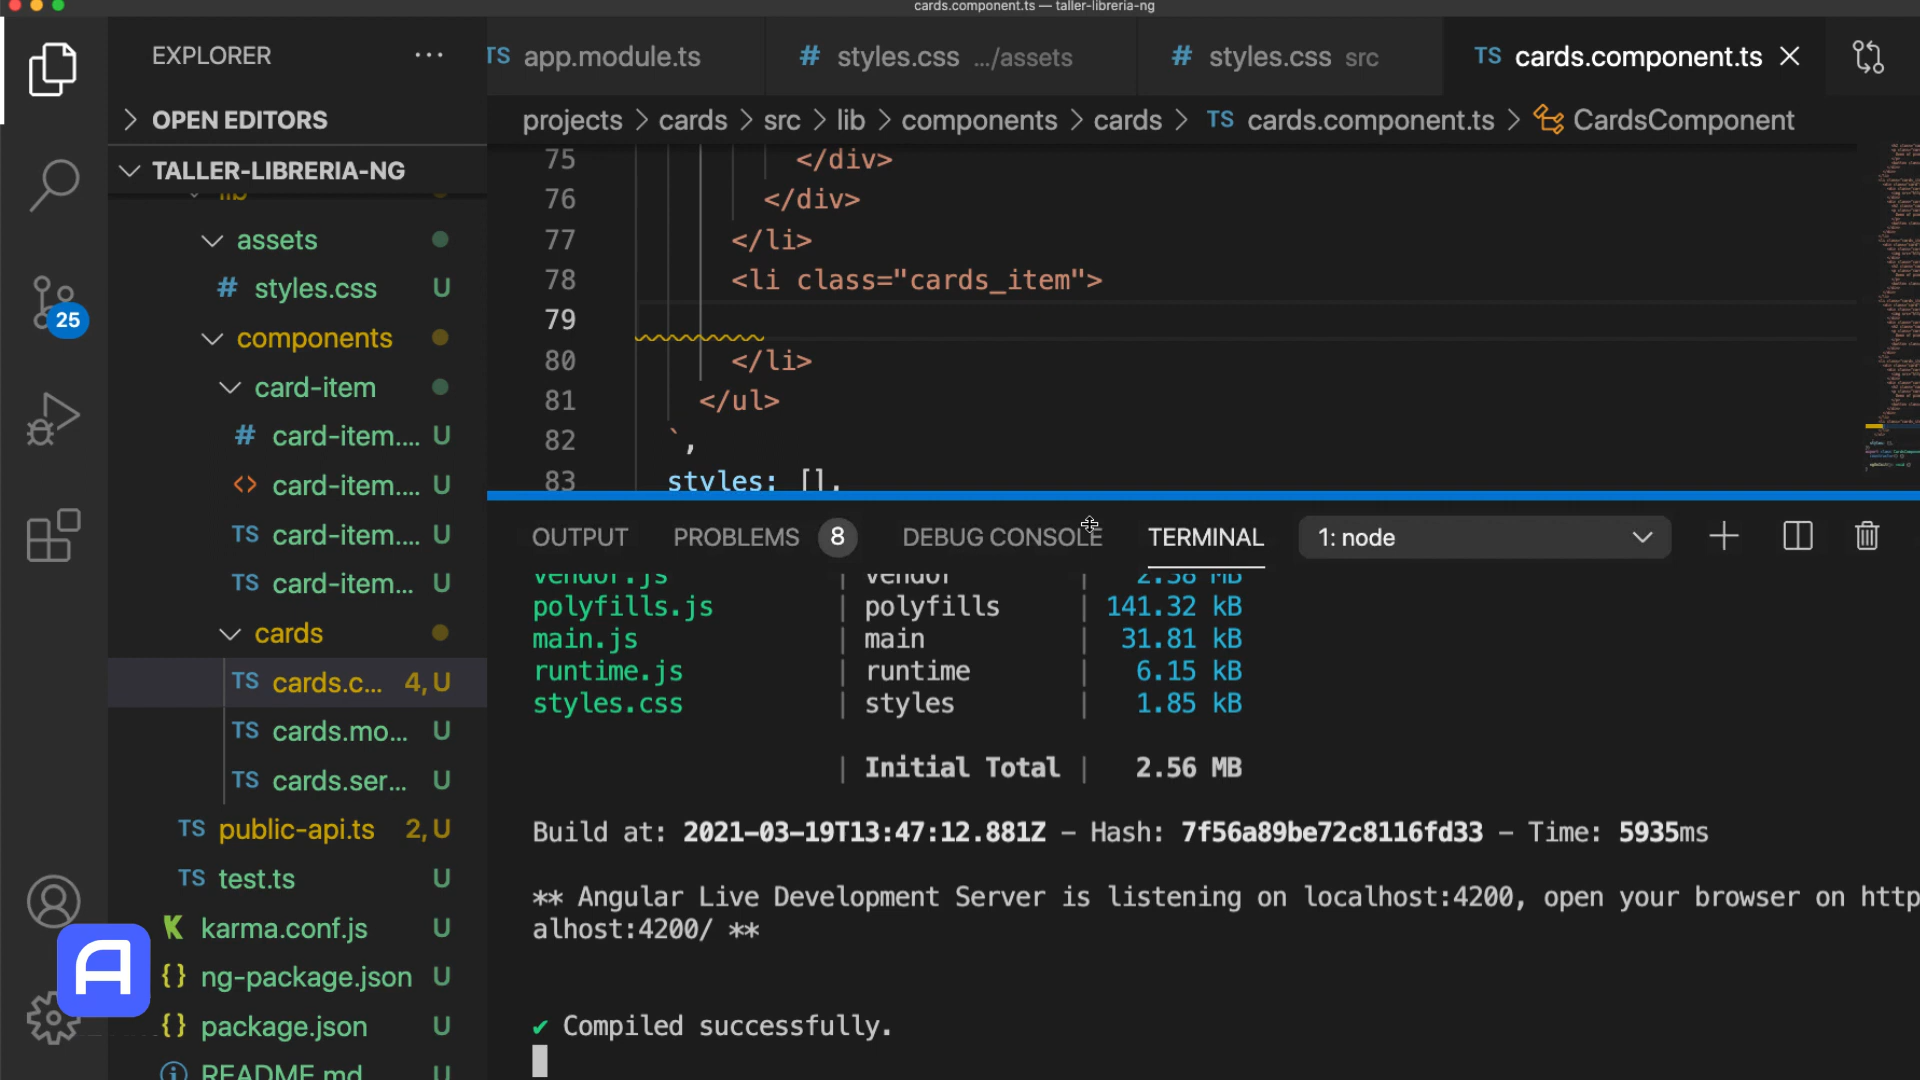 cards.component.ts — taller-libreria-ng
EXPLORER ...
TS app.module.ts
# styles.css .../assets
# styles.css src
TS cards.component.ts
> OPEN EDITORS
projects > cards > src > lib > components > cards > TS cards.component.ts > CardsComponent
TALLER-LIBRERIA-NG
lib
assets
# styles.css U
components
card-item
# card-item.... U
<> card-item.... U
TS card-item.... U
TS card-item... U
cards
TS cards.c... 4, U
TS cards.mo... U
TS cards.ser... U
TS public-api.ts 2, U
TS test.ts U
K karma.conf.js U
{} ng-package.json U
{} package.json U
README.md U
25
A
75 </div>
76 </div>
77 </li>
78 <li class="cards_item">
79
80 </li>
81 </ul>
82 `,
83 styles: [],
OUTPUT PROBLEMS 8 DEBUG CONSOLE TERMINAL 1: node
vendor.js | vendor | 2.38 MB
polyfills.js | polyfills | 141.32 kB
main.js | main | 31.81 kB
runtime.js | runtime | 6.15 kB
styles.css | styles | 1.85 kB
| Initial Total | 2.56 MB
Build at: 2021-03-19T13:47:12.881Z - Hash: 7f56a89be72c8116fd33 - Time: 5935ms
** Angular Live Development Server is listening on localhost:4200, open your browser on http
alhost:4200/ **
✔ Compiled successfully.